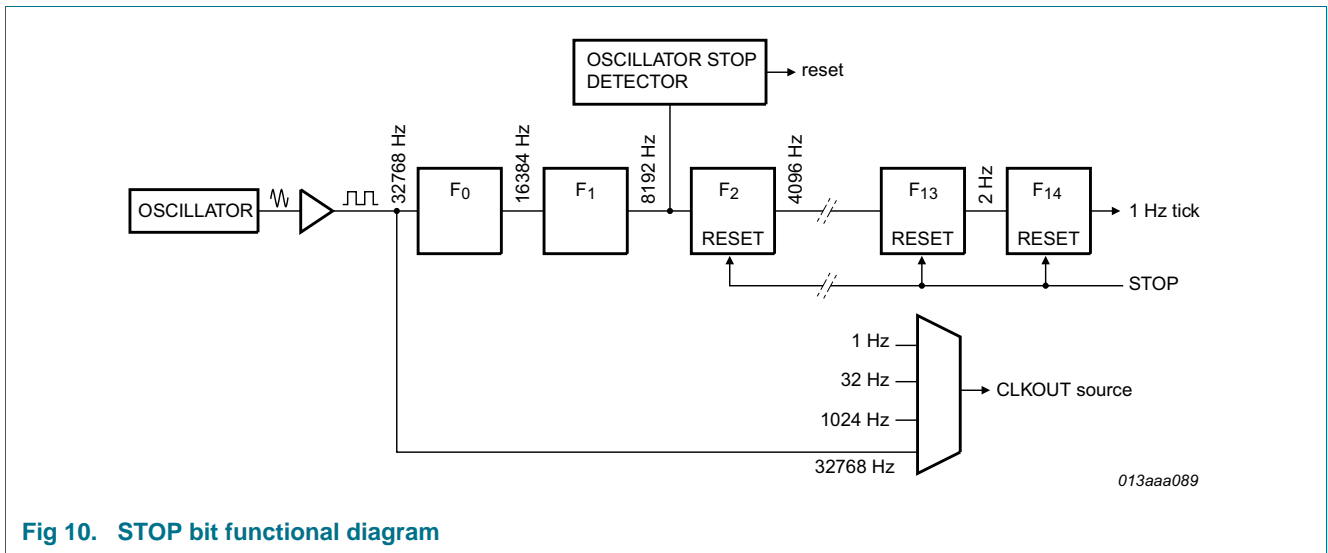 OSCILLATOR STOP
DETECTOR
reset
32768 Hz
16384 Hz
8192 Hz
4096 Hz
2 Hz
OSCILLATOR
F0
F1
F2
RESET
F13
RESET
F14
RESET
1 Hz tick
STOP
1 Hz
32 Hz
1024 Hz
32768 Hz
CLKOUT source
013aaa089
Fig 10. STOP bit functional diagram